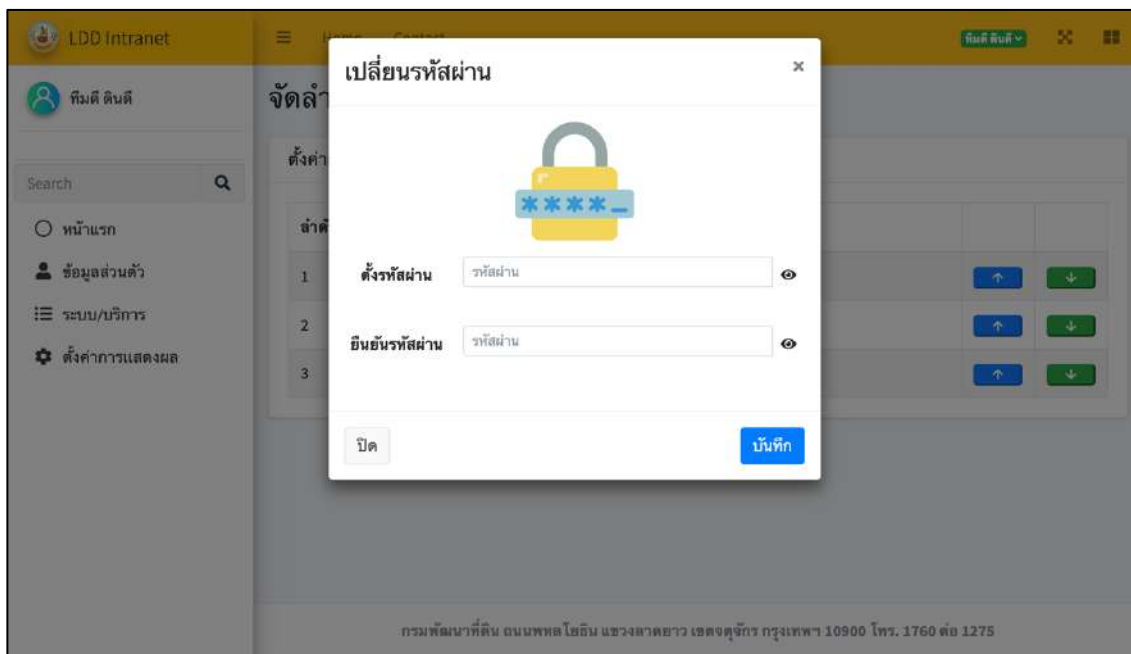 LDD Intranet
Home Contact
ทีมดี ดินดี
เปลี่ยนรหัสผ่าน
×
ทีมดี ดินดี
จัดลำ
ตั้งค่า
Search
****_
ลำดั
หน้าแรก
ข้อมูลส่วนตัว
1
ตั้งรหัสผ่าน
รหัสผ่าน
ระบบ/บริการ
2
ยืนยันรหัสผ่าน
รหัสผ่าน
ตั้งค่าการแสดงผล
3
ปิด
บันทึก
กรมพัฒนาที่ดิน ถนนพหลโยธิน แขวงลาดยาว เขตจตุจักร กรุงเทพฯ 10900 โทร. 1760 ต่อ 1275